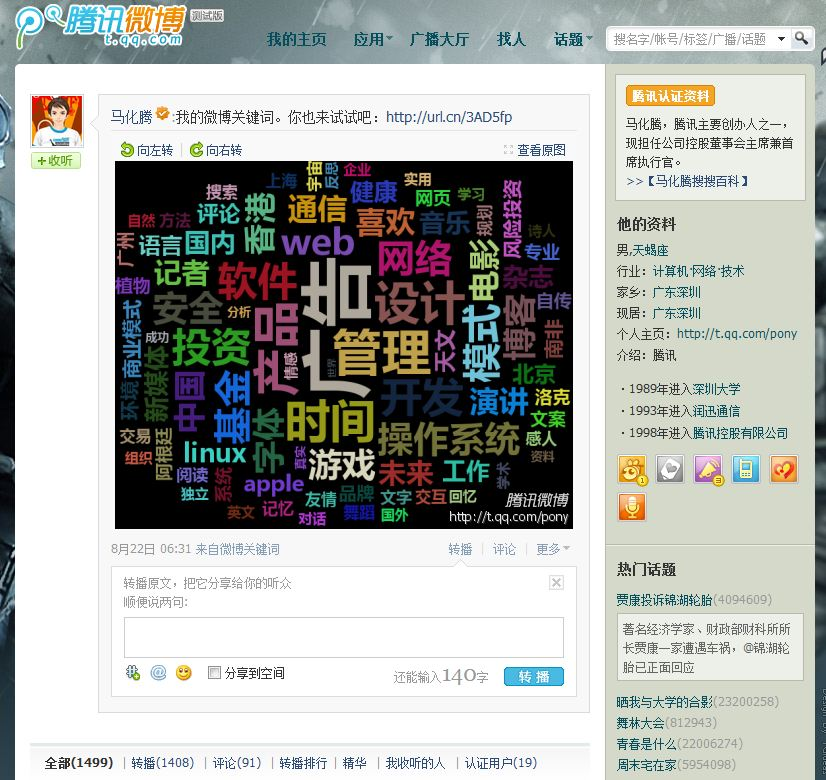 腾讯微博 测试版
t.qq.com
我的主页 应用 广播大厅 找人 话题 搜名字/帐号/标签/广播/话题
马化腾 :我的微博关键词。你也来试试吧：http://url.cn/3AD5fp
+收听
向左转 | 向右转 查看原图
搜索 上海 宇宙 反思 企业 健康 实用 网页 学习 规划 风险投资
自然 方法 评论 香港 通信 喜欢 音乐 诗人
广州 语言 国内 web 网络 电影 专业
植物 记者 软件 广告 设计 杂志 自传
商业模式 安全 分析 产品 管理 天文 模式 博客 南非
成功 投资 情感 世界 北京
环境 新媒体 中国 基金 开发 演讲 洛克
交易 阿根廷 字体 时间 操作系统 文案 感人
组织 linux 真实 游戏 未来 工作 学术 资料
阅读 系统 apple 友情 品牌 文字 交互 回忆
独立 英文 记忆 对话 舞蹈 国外
腾讯微博
http://t.qq.com/pony
8月22日 06:31 来自微博关键词 转播 | 评论 | 更多
转播原文，把它分享给你的听众
顺便说两句:
分享到空间 还能输入140字 转播
全部(1499) | 转播(1408) | 评论(91) | 转播排行 | 精华 | 我收听的人 | 认证用户(19)
腾讯认证资料
马化腾，腾讯主要创办人之一，
现担任公司控股董事会主席兼首
席执行官。
>>【马化腾搜搜百科】
他的资料
男,天蝎座
行业：计算机·网络·技术
家乡：广东深圳
现居：广东深圳
个人主页：http://t.qq.com/pony
介绍：腾讯
·1989年进入深圳大学
·1993年进入润迅通信
·1998年进入腾讯控股有限公司
1 3
热门话题
贾康投诉锦湖轮胎(4094609)
著名经济学家、财政部财科所所
长贾康一家遭遇车祸，@锦湖轮
胎已正面回应
晒我与大学的合影(23200258)
舞林大会(812943)
青春是什么(22006274)
周末宅在家(5954098)